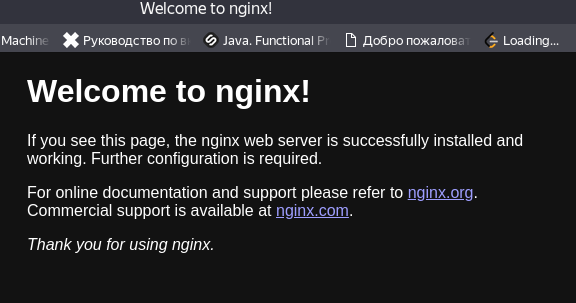 Welcome to nginx!
Machine Руководство по в Java. Functional Pr Добро пожаловат Loading...
Welcome to nginx!
If you see this page, the nginx web server is successfully installed and
working. Further configuration is required.
For online documentation and support please refer to nginx.org.
Commercial support is available at nginx.com.
Thank you for using nginx.